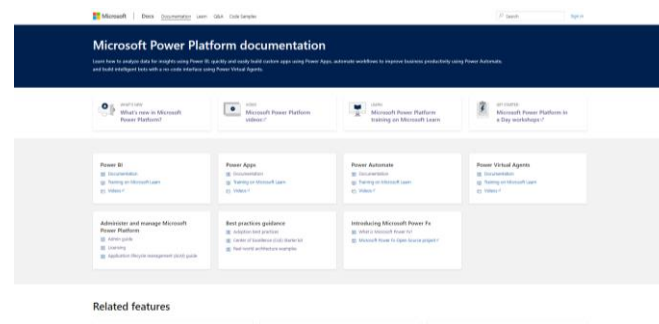 Microsoft | Docs Documentation Learn Q&A Code Samples Search Sign in
Microsoft Power Platform documentation
Learn how to analyze data for insights using Power BI, quickly and easily build custom apps using Power Apps, automate workflows to improve business productivity using Power Automate,
and build intelligent bots with a no-code interface using Power Virtual Agents.
WHAT'S NEW
What's new in Microsoft
Power Platform?
VIDEO
Microsoft Power Platform
videos
LEARN
Microsoft Power Platform
training on Microsoft Learn
GET STARTED
Microsoft Power Platform in
a Day workshops
Power BI
Documentation
Training on Microsoft Learn
Videos
Power Apps
Documentation
Training on Microsoft Learn
Videos
Power Automate
Documentation
Training on Microsoft Learn
Videos
Power Virtual Agents
Documentation
Training on Microsoft Learn
Videos
Administer and manage Microsoft
Power Platform
Admin guide
Licensing
Application lifecycle management (ALM) guide
Best practices guidance
Adoption best practices
Center of Excellence (CoE) Starter Kit
Real-world architecture examples
Introducing Microsoft Power Fx
What is Microsoft Power Fx?
Microsoft Power Fx Open Source project
Related features